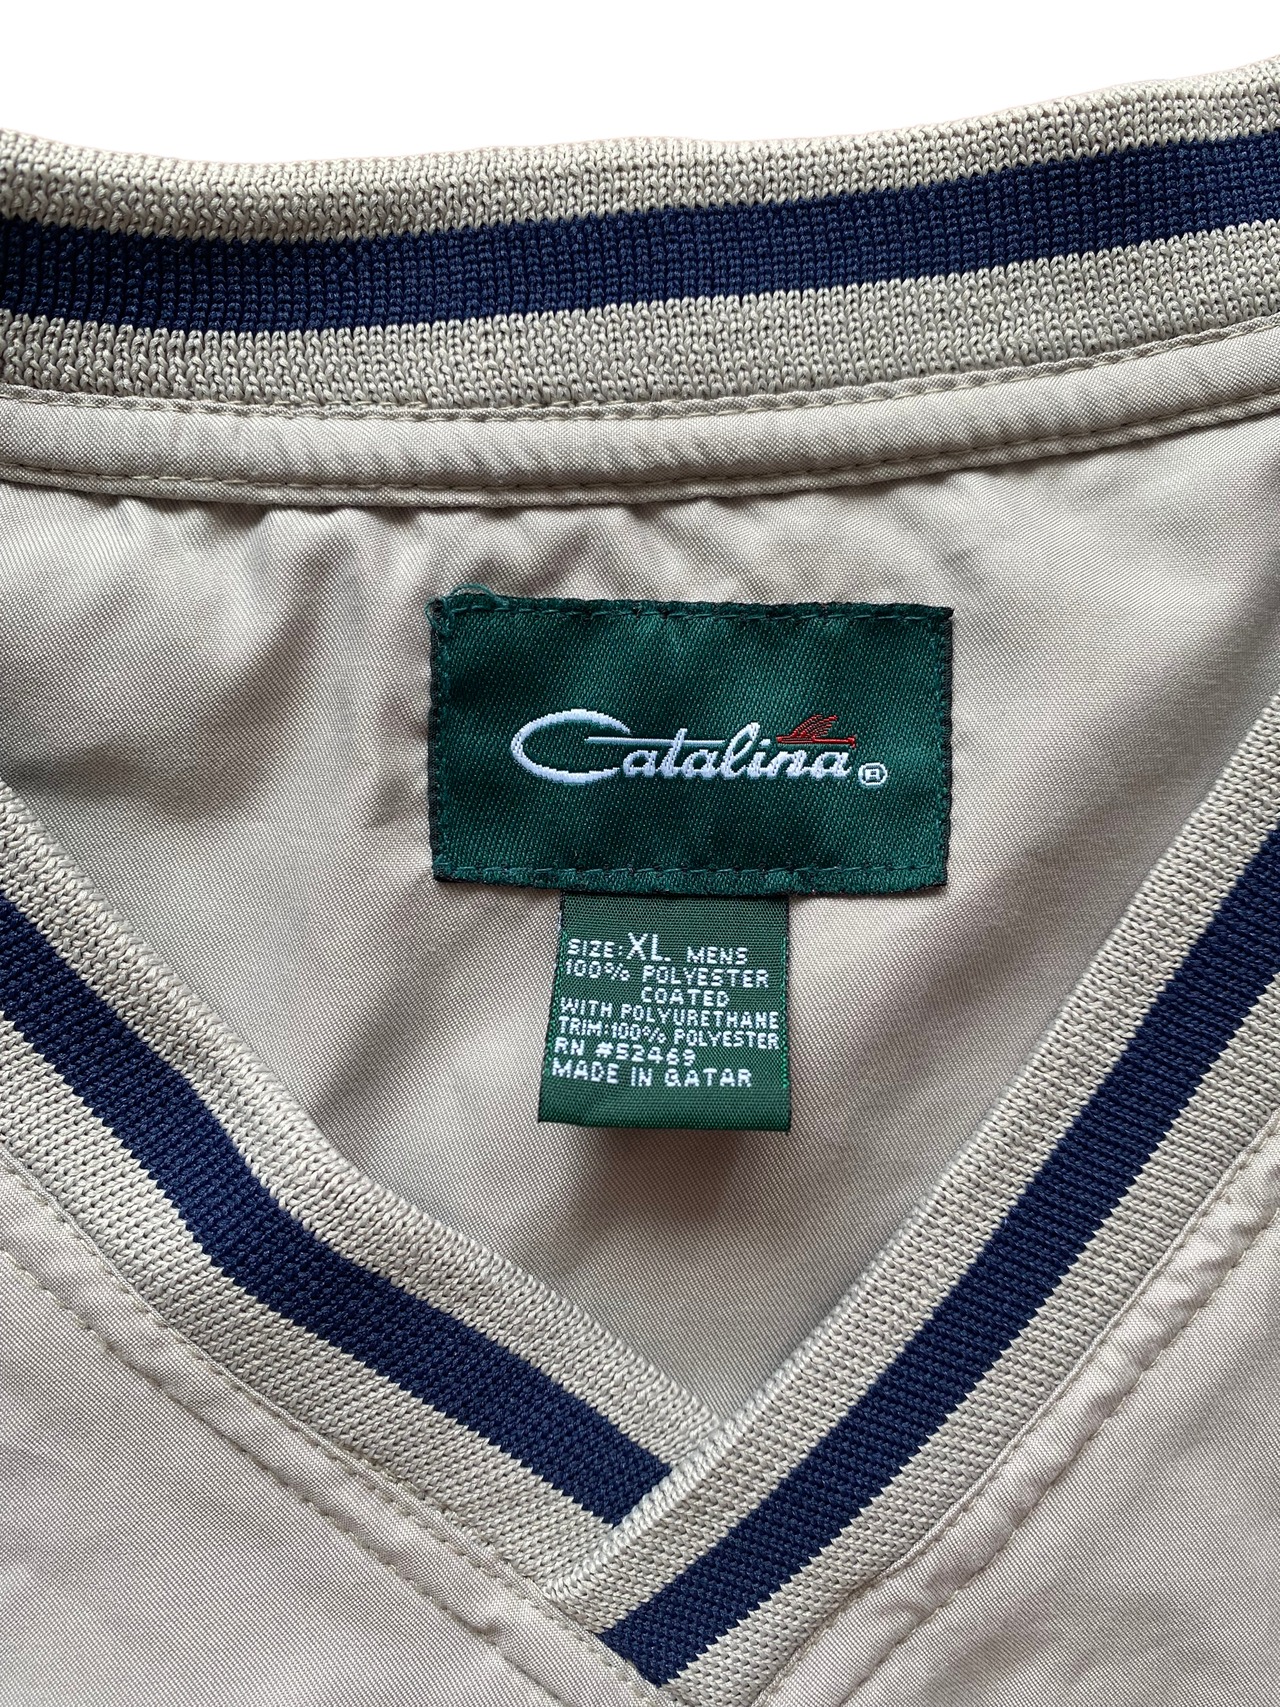 Catalina®
SIZE: XL MENS
100% POLYESTER
COATED
WITH POLYURETHANE
TRIM:100% POLYESTER
RN #52469
MADE IN QATAR